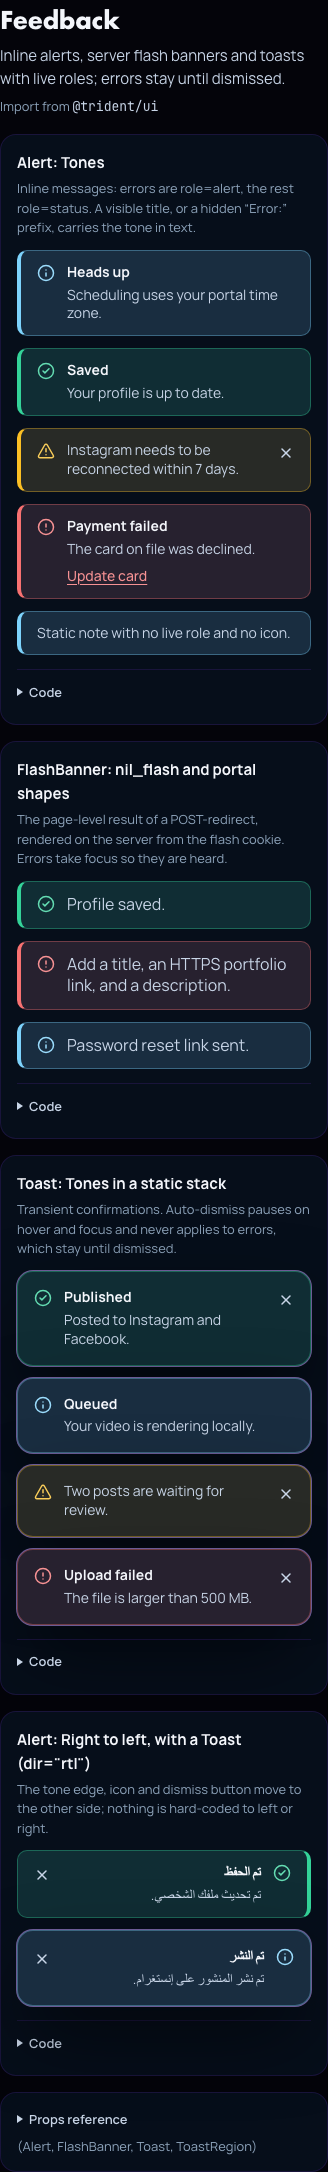 Feedback
Inline alerts, server flash banners and toasts
with live roles; errors stay until dismissed.
Import from @trident/ui
Alert: Tones
Inline messages: errors are role=alert, the rest
role=status. A visible title, or a hidden “Error:”
prefix, carries the tone in text.
Heads up
Scheduling uses your portal time
zone.
Saved
Your profile is up to date.
Instagram needs to be
reconnected within 7 days.
Payment failed
The card on file was declined.
Update card
Static note with no live role and no icon.
Code
FlashBanner: nil_flash and portal
shapes
The page-level result of a POST-redirect,
rendered on the server from the flash cookie.
Errors take focus so they are heard.
Profile saved.
Add a title, an HTTPS portfolio
link, and a description.
Password reset link sent.
Code
Toast: Tones in a static stack
Transient confirmations. Auto-dismiss pauses on
hover and focus and never applies to errors,
which stay until dismissed.
Published
Posted to Instagram and
Facebook.
Queued
Your video is rendering locally.
Two posts are waiting for
review.
Upload failed
The file is larger than 500 MB.
Code
Alert: Right to left, with a Toast
(dir="rtl")
The tone edge, icon and dismiss button move to
the other side; nothing is hard-coded to left or
right.
تم الحفظ
تم تحديث ملفك الشخصي.
تم النشر
تم نشر المنشور على إنستغرام.
Code
Props reference
(Alert, FlashBanner, Toast, ToastRegion)